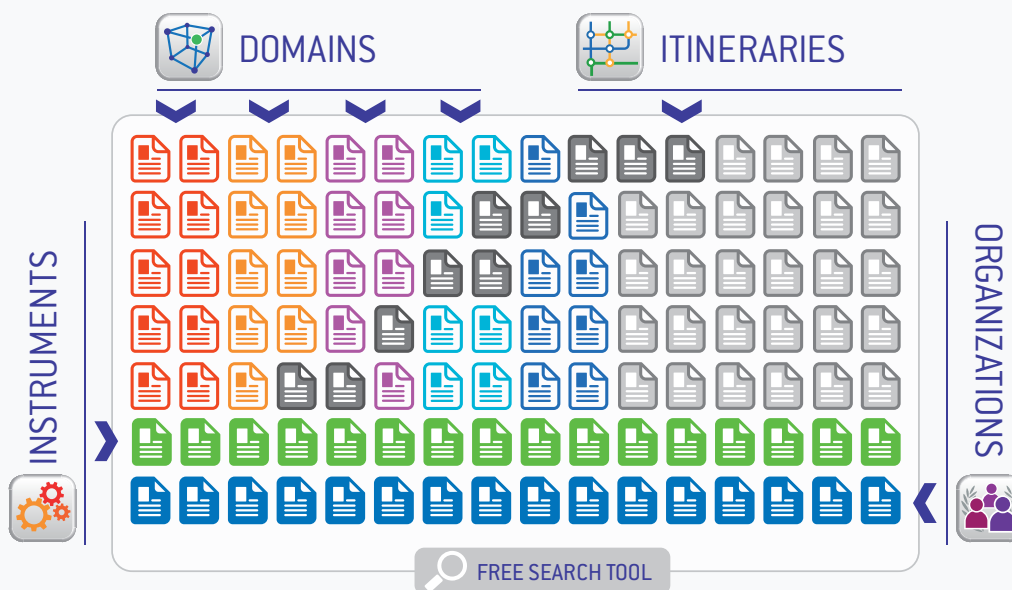 DOMAINS
ITINERARIES
INSTRUMENTS
ORGANIZATIONS
FREE SEARCH TOOL